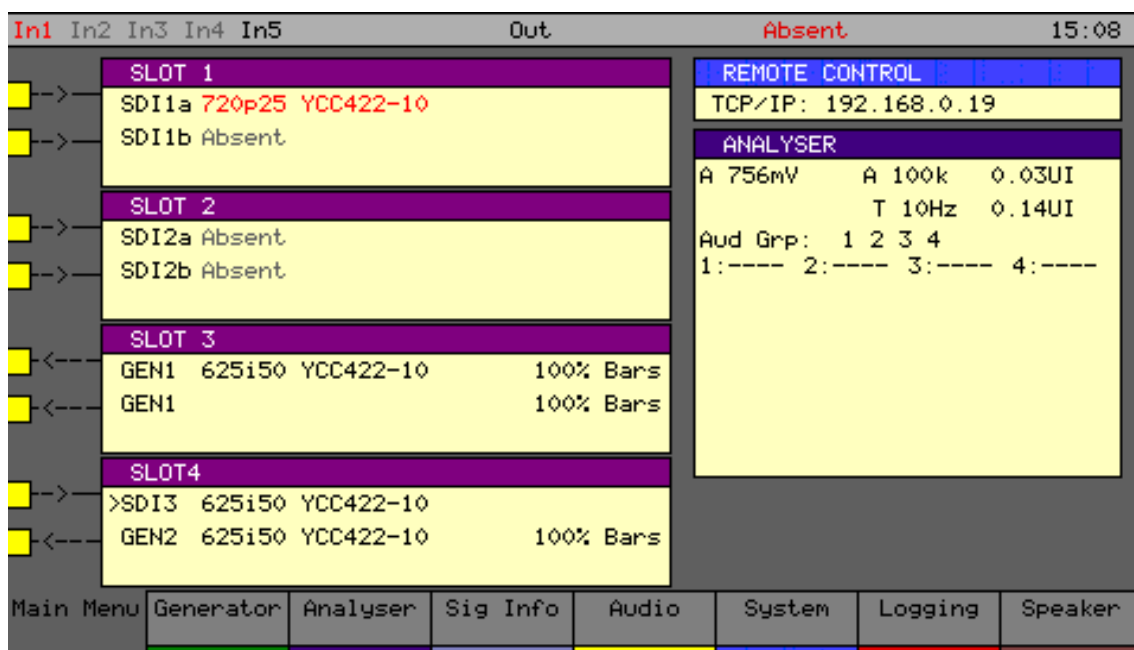 In1 In2 In3 In4 In5 Out Absent 15:08
SLOT 1
SDI1a 720p25 YCC422-10
SDI1b Absent
SLOT 2
SDI2a Absent
SDI2b Absent
SLOT 3
GEN1 625i50 YCC422-10 100% Bars
GEN1 100% Bars
SLOT4
>SDI3 625i50 YCC422-10
GEN2 625i50 YCC422-10 100% Bars
REMOTE CONTROL
TCP/IP: 192.168.0.19
ANALYSER
A 756mV A 100k 0.03UI
T 10Hz 0.14UI
Aud Grp: 1 2 3 4
1:---- 2:---- 3:---- 4:----
Main Menu Generator Analyser Sig Info Audio System Logging Speaker